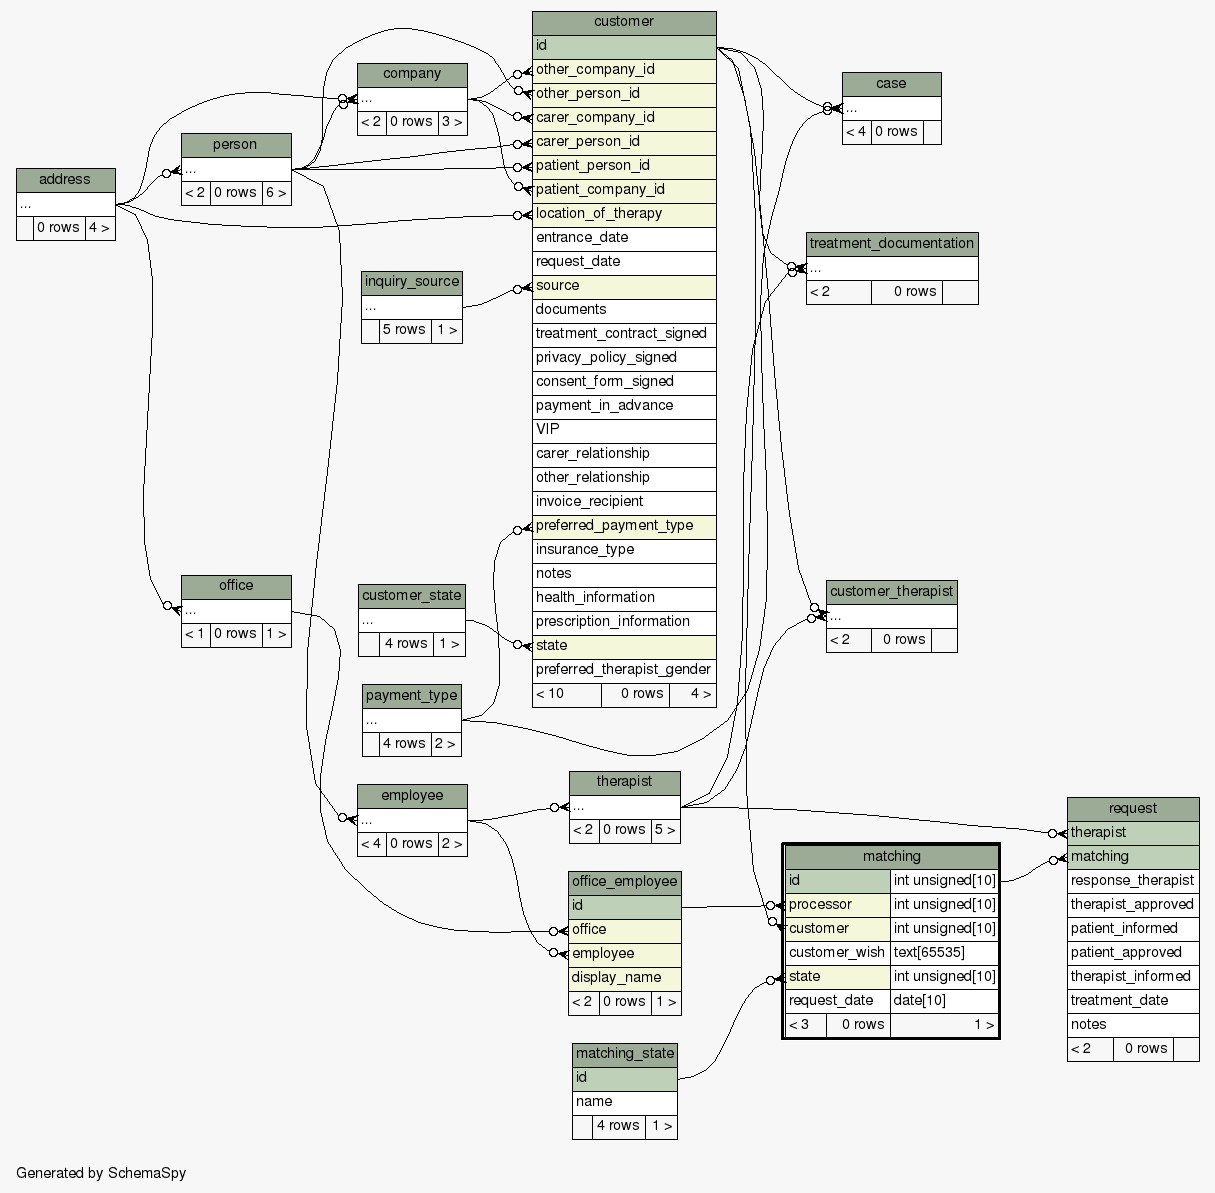 customer
id
other_company_id
other_person_id
carer_company_id
carer_person_id
patient_person_id
patient_company_id
location_of_therapy
entrance_date
request_date
source
documents
treatment_contract_signed
privacy_policy_signed
consent_form_signed
payment_in_advance
VIP
carer_relationship
other_relationship
invoice_recipient
preferred_payment_type
insurance_type
notes
health_information
prescription_information
state
preferred_therapist_gender
< 10 0 rows 4 >
company
...
< 2 0 rows 3 >
person
...
< 2 0 rows 6 >
address
...
0 rows 4 >
inquiry_source
...
5 rows 1 >
case
...
< 4 0 rows
treatment_documentation
...
< 2 0 rows
office
...
< 1 0 rows 1 >
customer_state
...
4 rows 1 >
customer_therapist
...
< 2 0 rows
payment_type
...
4 rows 2 >
employee
...
< 4 0 rows 2 >
therapist
...
< 2 0 rows 5 >
office_employee
id
office
employee
display_name
< 2 0 rows 1 >
matching
id int unsigned[10]
processor int unsigned[10]
customer int unsigned[10]
customer_wish text[65535]
state int unsigned[10]
request_date date[10]
< 3 0 rows 1 >
request
therapist
matching
response_therapist
therapist_approved
patient_informed
patient_approved
therapist_informed
treatment_date
notes
< 2 0 rows
matching_state
id
name
4 rows 1 >
Generated by SchemaSpy